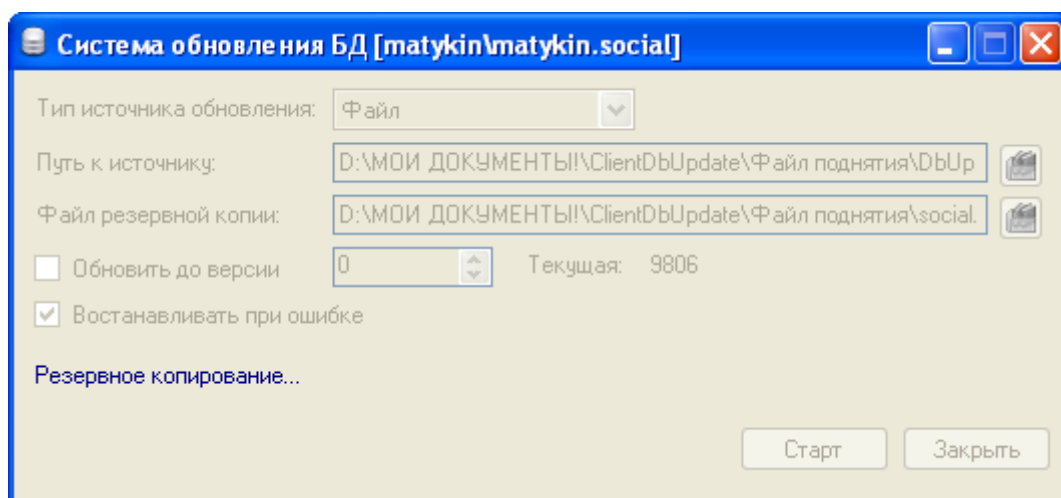 Система обновления БД [matykin\matykin.social]
Тип источника обновления: Файл
Путь к источнику: D:\МОИ ДОКУМЕНТЫ!\ClientDbUpdate\Файл поднятия\DbUp
Файл резервной копии: D:\МОИ ДОКУМЕНТЫ!\ClientDbUpdate\Файл поднятия\social.
Обновить до версии 0 Текущая: 9806
Востанавливать при ошибке
Резервное копирование...
Старт Закрыть